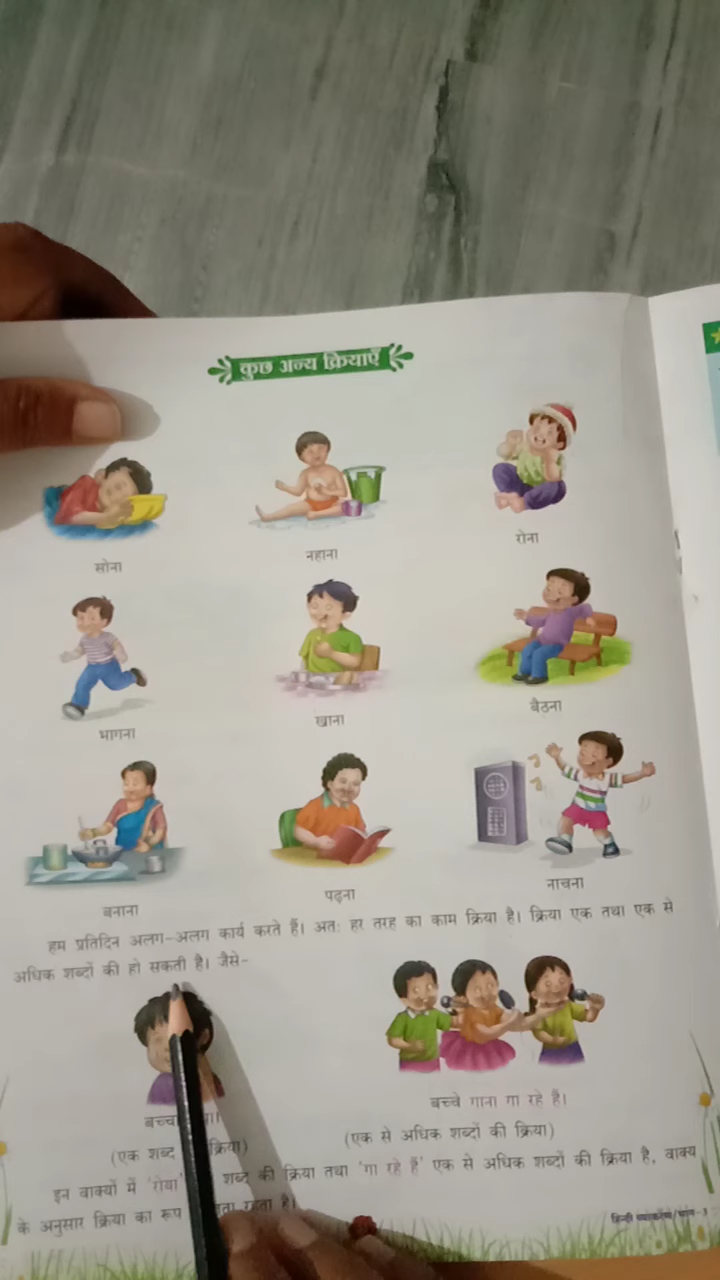 कुछ अन्य क्रियाएँ
सोना
नहाना
रोना
भागना
खाना
बैठना
बनाना
पढ़ना
नाचना
हम प्रतिदिन अलग-अलग कार्य करते हैं। अतः हर तरह का काम क्रिया है। क्रिया एक तथा एक से
अधिक शब्दों की हो सकती है। जैसे-
बच्चे गाना गा रहे हैं।
(एक शब्द क्रिया)
(एक से अधिक शब्दों की क्रिया)
इन वाक्यों में 'रोया' शब्द की क्रिया तथा 'गा रहे हैं' एक से अधिक शब्दों की क्रिया है, वाक्य
के अनुसार क्रिया का रूप रहता है।
हिन्दी